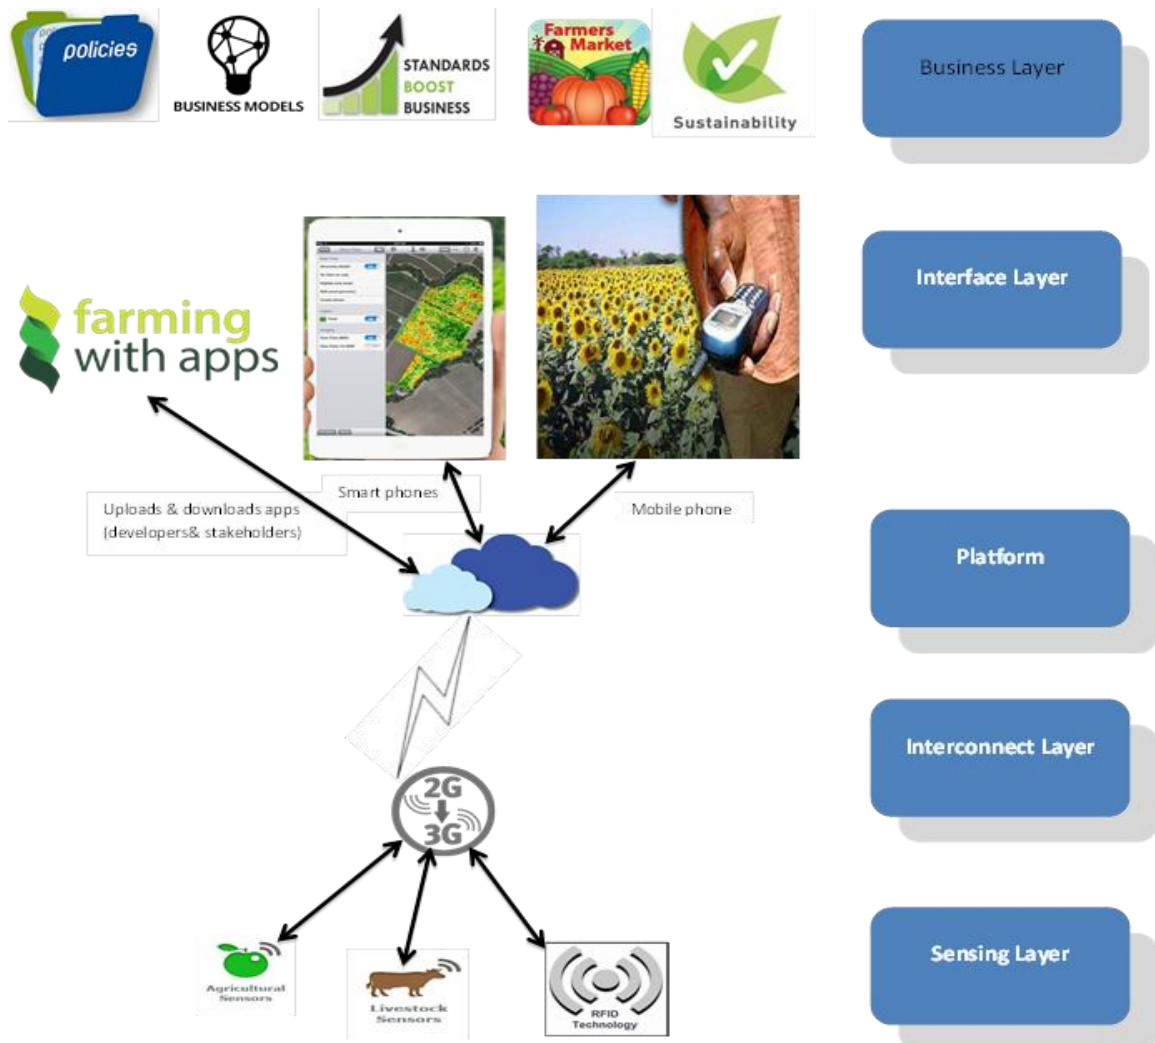 policies
BUSINESS MODELS
STANDARDS
BOOST
BUSINESS
Farmers
Market
Sustainability
Business Layer
Interface Layer
farming
with apps
Smart phones
Uploads & downloads apps
(developers& stakeholders)
Mobile phone
Platform
Interconnect Layer
2G
3G
Sensing Layer
Agricultural
Sensors
Livestock
Sensors
RFID
Technology